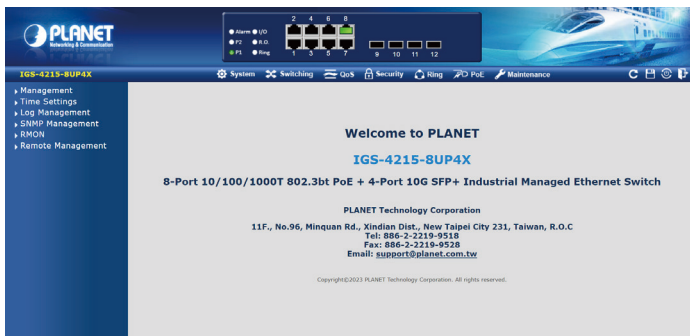 PLANET
Networking & Communication
2 4 6 8
Alarm I/O
P2 R.O.
P1 Ring
1 3 5 7 9 10 11 12
IGS-4215-8UP4X
System Switching QoS Security Ring PoE Maintenance
Management
Time Settings
Log Management
SNMP Management
RMON
Remote Management
Welcome to PLANET
IGS-4215-8UP4X
8-Port 10/100/1000T 802.3bt PoE + 4-Port 10G SFP+ Industrial Managed Ethernet Switch
PLANET Technology Corporation
11F., No.96, Minquan Rd., Xindian Dist., New Taipei City 231, Taiwan, R.O.C
Tel: 886-2-2219-9518
Fax: 886-2-2219-9528
Email: support@planet.com.tw
Copyright©2023 PLANET Technology Corporation. All rights reserved.